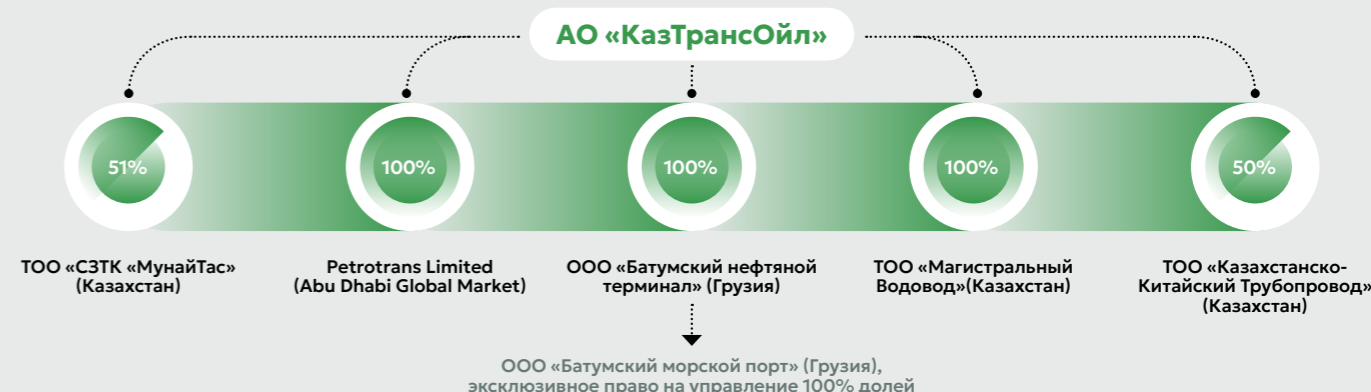 АО «КазТрансОйл»
51%
100%
100%
100%
50%
ТОО «СЗТК «МунайТас»
(Казахстан)
Petrotrans Limited
(Abu Dhabi Global Market)
ООО «Батумский нефтяной
терминал» (Грузия)
ТОО «Магистральный
Водовод»(Казахстан)
ТОО «Казахстанско-
Китайский Трубопровод»
(Казахстан)
ООО «Батумский морской порт» (Грузия),
эксклюзивное право на управление 100% долей